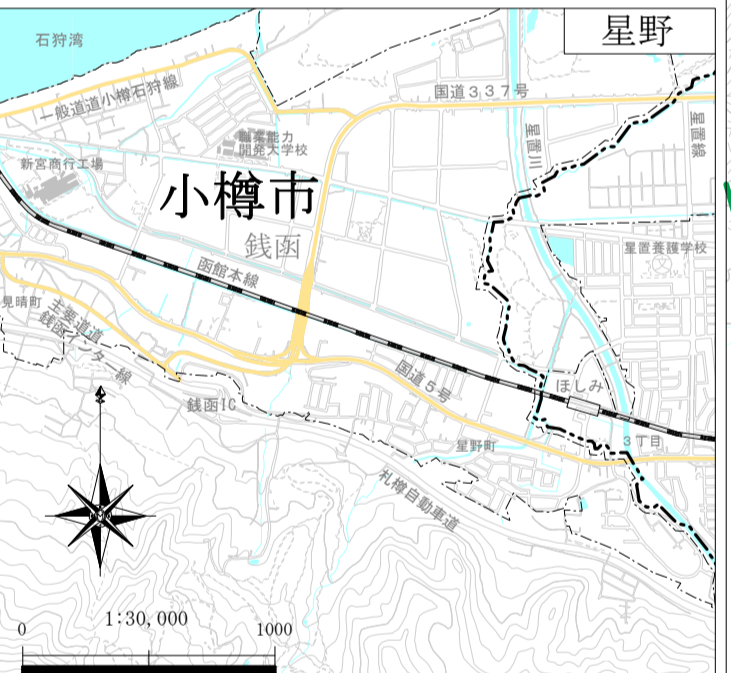 星野
石狩湾
一般道道小樽石狩線
国道337号
職業能力
開発大学校
星置川
星置線
新宮商行工場
小樽市
銭函
星置養護学校
函館本線
見晴町
主要道道
銭函インター線
国道5号
ほしみ
銭函IC
3丁目
星野町
札樽自動車道
1:30,000
0
1000